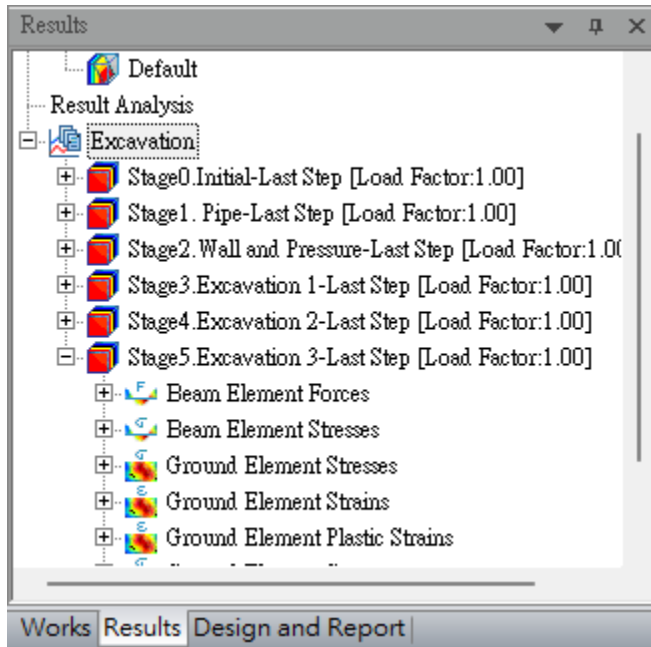 Results
Default
Result Analysis
Excavation
Stage0.Initial-Last Step [Load Factor:1.00]
Stage1. Pipe-Last Step [Load Factor:1.00]
Stage2.Wall and Pressure-Last Step [Load Factor:1.00
Stage3.Excavation 1-Last Step [Load Factor:1.00]
Stage4.Excavation 2-Last Step [Load Factor:1.00]
Stage5.Excavation 3-Last Step [Load Factor:1.00]
Beam Element Forces
Beam Element Stresses
Ground Element Stresses
Ground Element Strains
Ground Element Plastic Strains
Works Results Design and Report